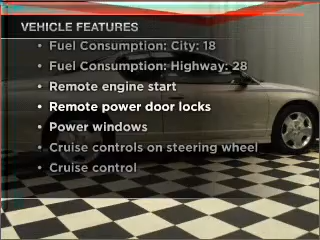 VEHICLE FEATURES
• Fuel Consumption: City: 18
• Fuel Consumption: Highway: 28
• Remote engine start
• Remote power door locks
• Power windows
• Cruise controls on steering wheel
• Cruise control